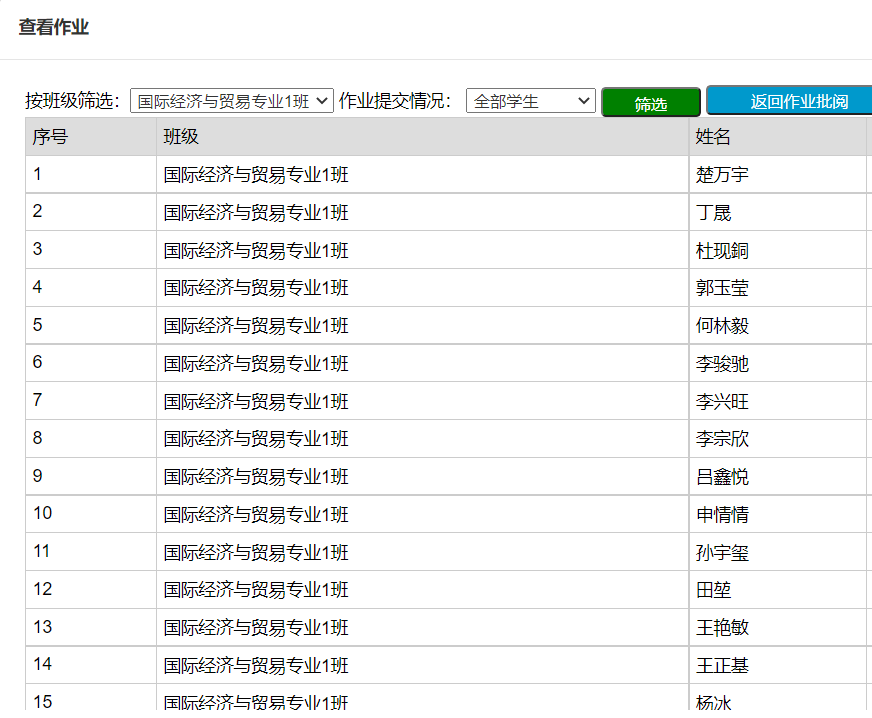 查看作业
按班级筛选： 国际经济与贸易专业1班 作业提交情况： 全部学生 筛选 返回作业批阅
序号 班级 姓名
1 国际经济与贸易专业1班 楚万宇
2 国际经济与贸易专业1班 丁晟
3 国际经济与贸易专业1班 杜现銅
4 国际经济与贸易专业1班 郭玉莹
5 国际经济与贸易专业1班 何林毅
6 国际经济与贸易专业1班 李骏驰
7 国际经济与贸易专业1班 李兴旺
8 国际经济与贸易专业1班 李宗欣
9 国际经济与贸易专业1班 吕鑫悦
10 国际经济与贸易专业1班 申情情
11 国际经济与贸易专业1班 孙宇玺
12 国际经济与贸易专业1班 田堃
13 国际经济与贸易专业1班 王艳敏
14 国际经济与贸易专业1班 王正基
15 国际经济与贸易专业1班 杨冰